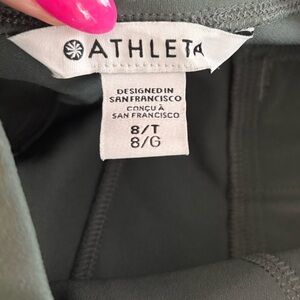 ATHLETA
DESIGNED IN
SAN FRANCISCO
CONÇU À
SAN FRANCISCO
8/T
8/G